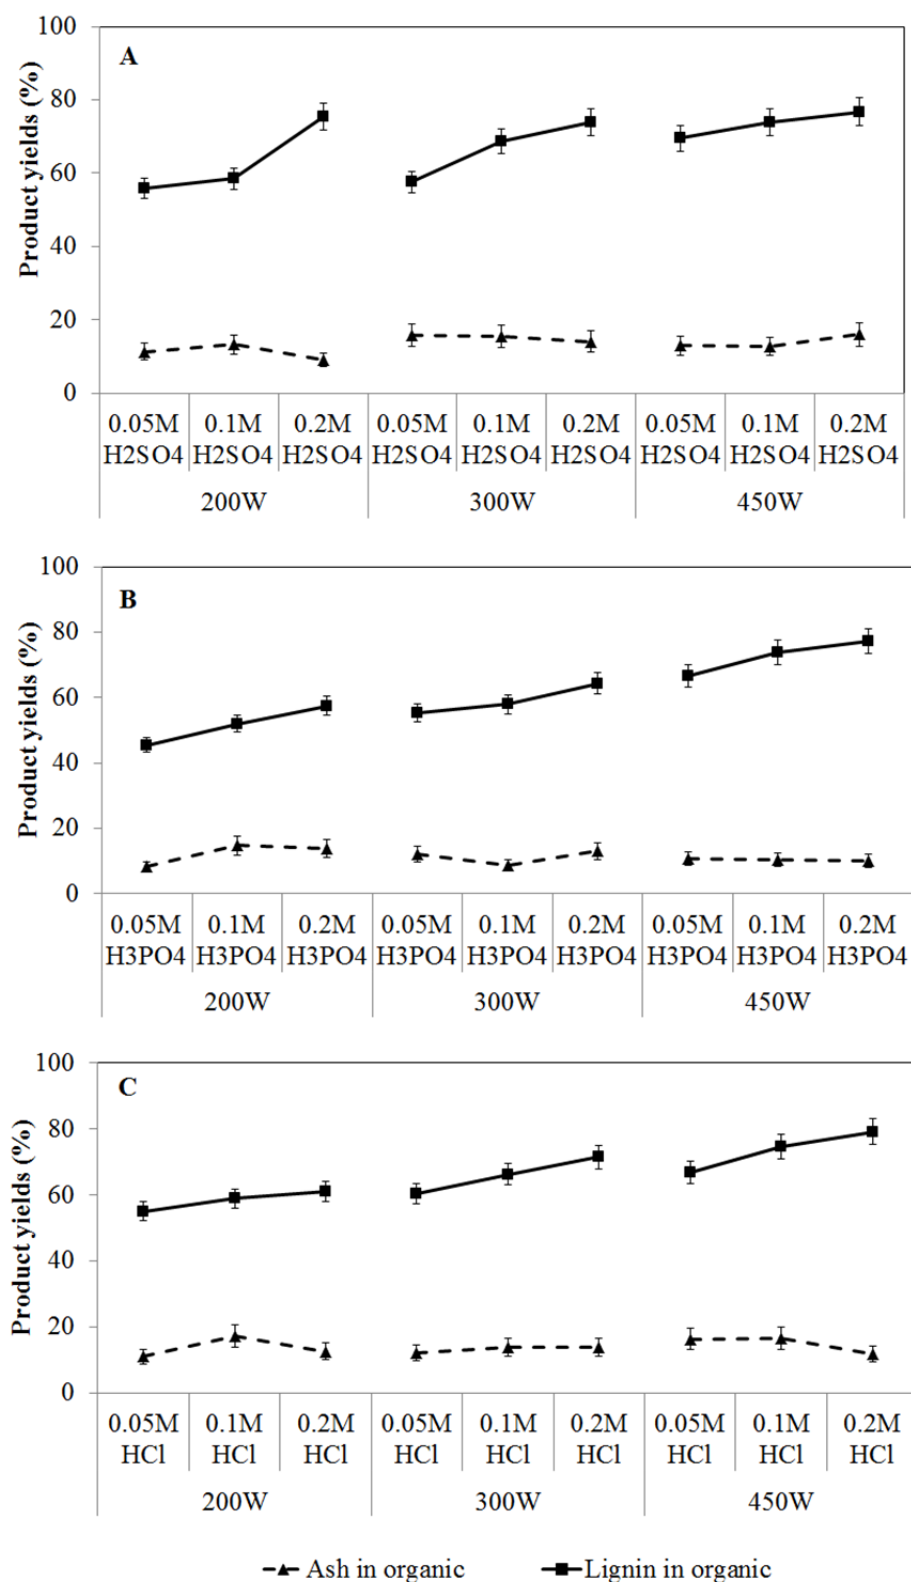 A
Product yields (%)
100
80
60
40
20
0
0.05M 0.1M 0.2M 0.05M 0.1M 0.2M 0.05M 0.1M 0.2M
H2SO4 H2SO4 H2SO4 H2SO4 H2SO4 H2SO4 H2SO4 H2SO4 H2SO4
200W 300W 450W
B
Product yields (%)
100
80
60
40
20
0
0.05M 0.1M 0.2M 0.05M 0.1M 0.2M 0.05M 0.1M 0.2M
H3PO4 H3PO4 H3PO4 H3PO4 H3PO4 H3PO4 H3PO4 H3PO4 H3PO4
200W 300W 450W
C
Product yields (%)
100
80
60
40
20
0
0.05M 0.1M 0.2M 0.05M 0.1M 0.2M 0.05M 0.1M 0.2M
HCl HCl HCl HCl HCl HCl HCl HCl HCl
200W 300W 450W
Ash in organic Lignin in organic